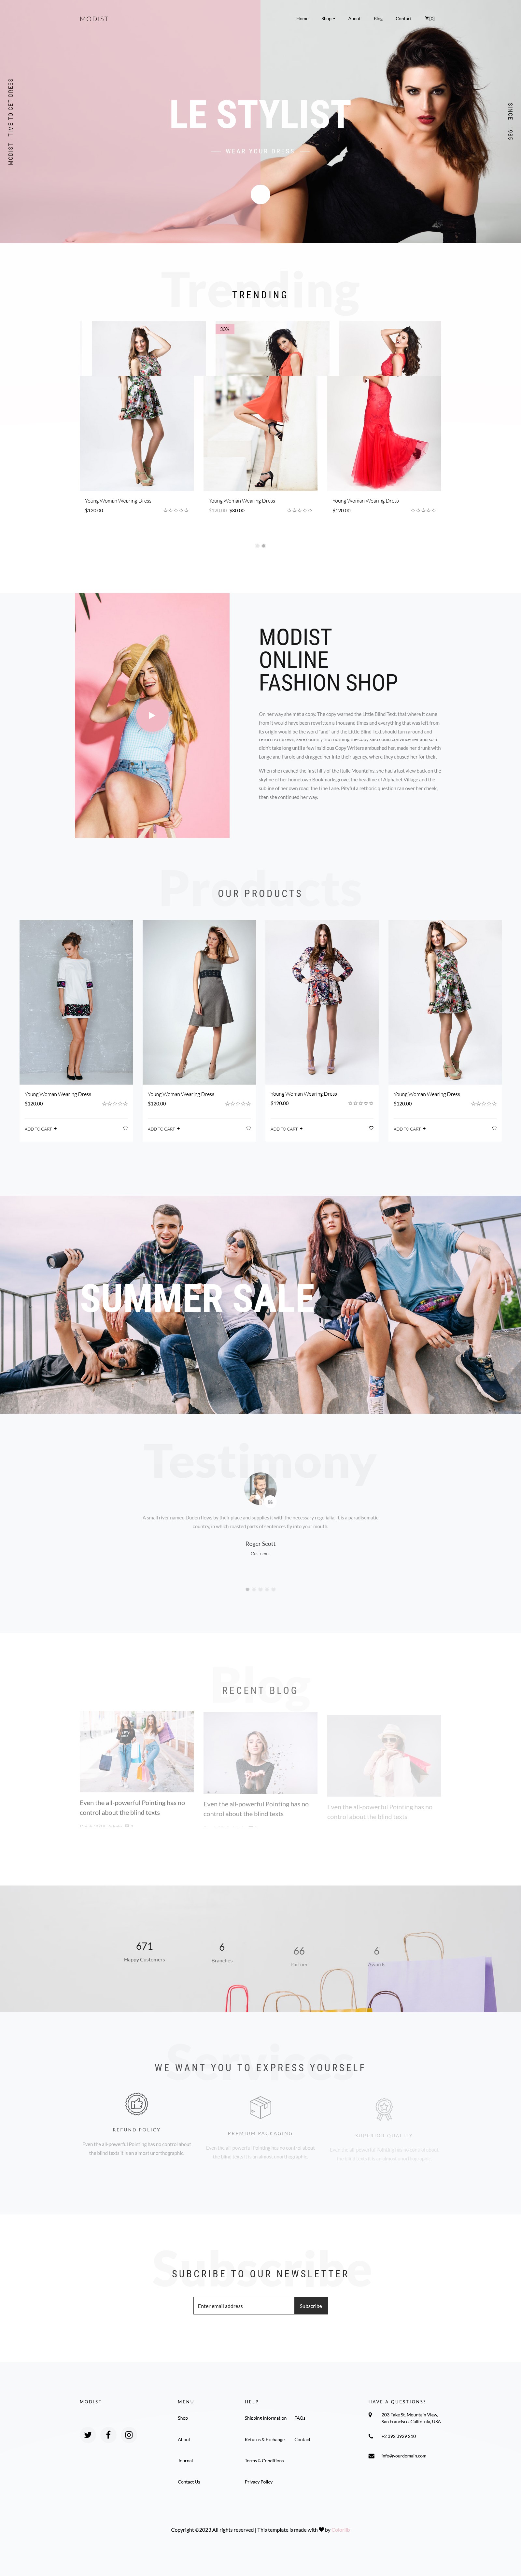 MODIST
Home Shop About Blog Contact [0]
MODIST - TIME TO GET DRESS
SINCE - 1985
LE STYLIST
WEAR YOUR DRESS
Trending
TRENDING
30%
Young Woman Wearing Dress
$120.00
Young Woman Wearing Dress
$120.00 $80.00
Young Woman Wearing Dress
$120.00
MODIST
ONLINE
FASHION SHOP
On her way she met a copy. The copy warned the Little Blind Text, that where it came
from it would have been rewritten a thousand times and everything that was left from
its origin would be the word "and" and the Little Blind Text should turn around and
didn't take long until a few insidious Copy Writers ambushed her, made her drunk with
Longe and Parole and dragged her into their agency, where they abused her for their.
When she reached the first hills of the Italic Mountains, she had a last view back on the
skyline of her hometown Bookmarksgrove, the headline of Alphabet Village and the
subline of her own road, the Line Lane. Pityful a rethoric question ran over her cheek,
then she continued her way.
Products
OUR PRODUCTS
Young Woman Wearing Dress
$120.00
ADD TO CART +
Young Woman Wearing Dress
$120.00
ADD TO CART +
Young Woman Wearing Dress
$120.00
ADD TO CART +
Young Woman Wearing Dress
$120.00
ADD TO CART +
SUMMER SALE
Testimony
A small river named Duden flows by their place and supplies it with the necessary regelialia. It is a paradisematic
country, in which roasted parts of sentences fly into your mouth.
Roger Scott
Customer
Blog
RECENT BLOG
Even the all-powerful Pointing has no
control about the blind texts
Even the all-powerful Pointing has no
control about the blind texts
Even the all-powerful Pointing has no
control about the blind texts
671
Happy Customers
6
Branches
66
Partner
6
Awards
Services
WE WANT YOU TO EXPRESS YOURSELF
REFUND POLICY
Even the all-powerful Pointing has no control about
the blind texts it is an almost unorthographic.
PREMIUM PACKAGING
Even the all-powerful Pointing has no control about
the blind texts it is an almost unorthographic.
SUPERIOR QUALITY
Even the all-powerful Pointing has no control about
the blind texts it is an almost unorthographic.
Subcribe
SUBCRIBE TO OUR NEWSLETTER
Enter email address Subscribe
MODIST
MENU
Shop
About
Journal
Contact Us
HELP
Shipping Information
Returns & Exchange
Terms & Conditions
Privacy Policy
FAQs
Contact
HAVE A QUESTIONS?
203 Fake St. Mountain View,
San Francisco, California, USA
+2 392 3929 210
info@yourdomain.com
Copyright ©2023 All rights reserved | This template is made with by Colorlib